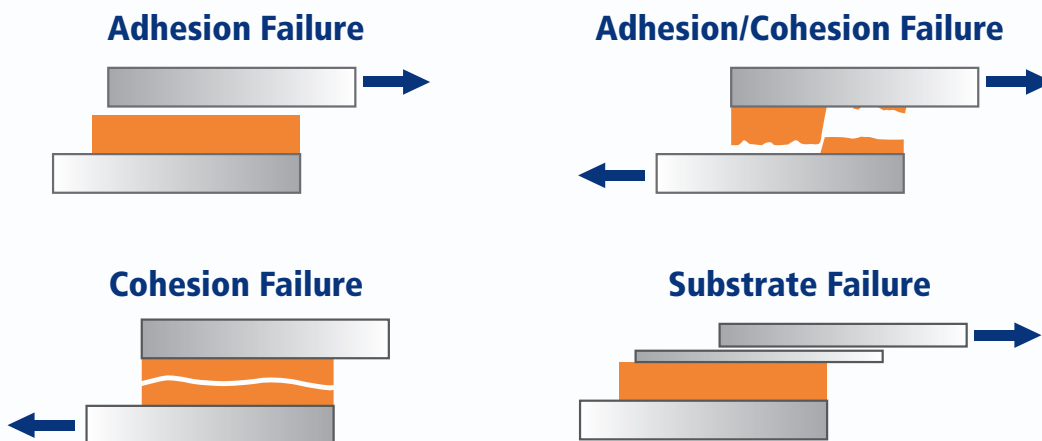 Adhesion Failure
Adhesion/Cohesion Failure
Cohesion Failure
Substrate Failure